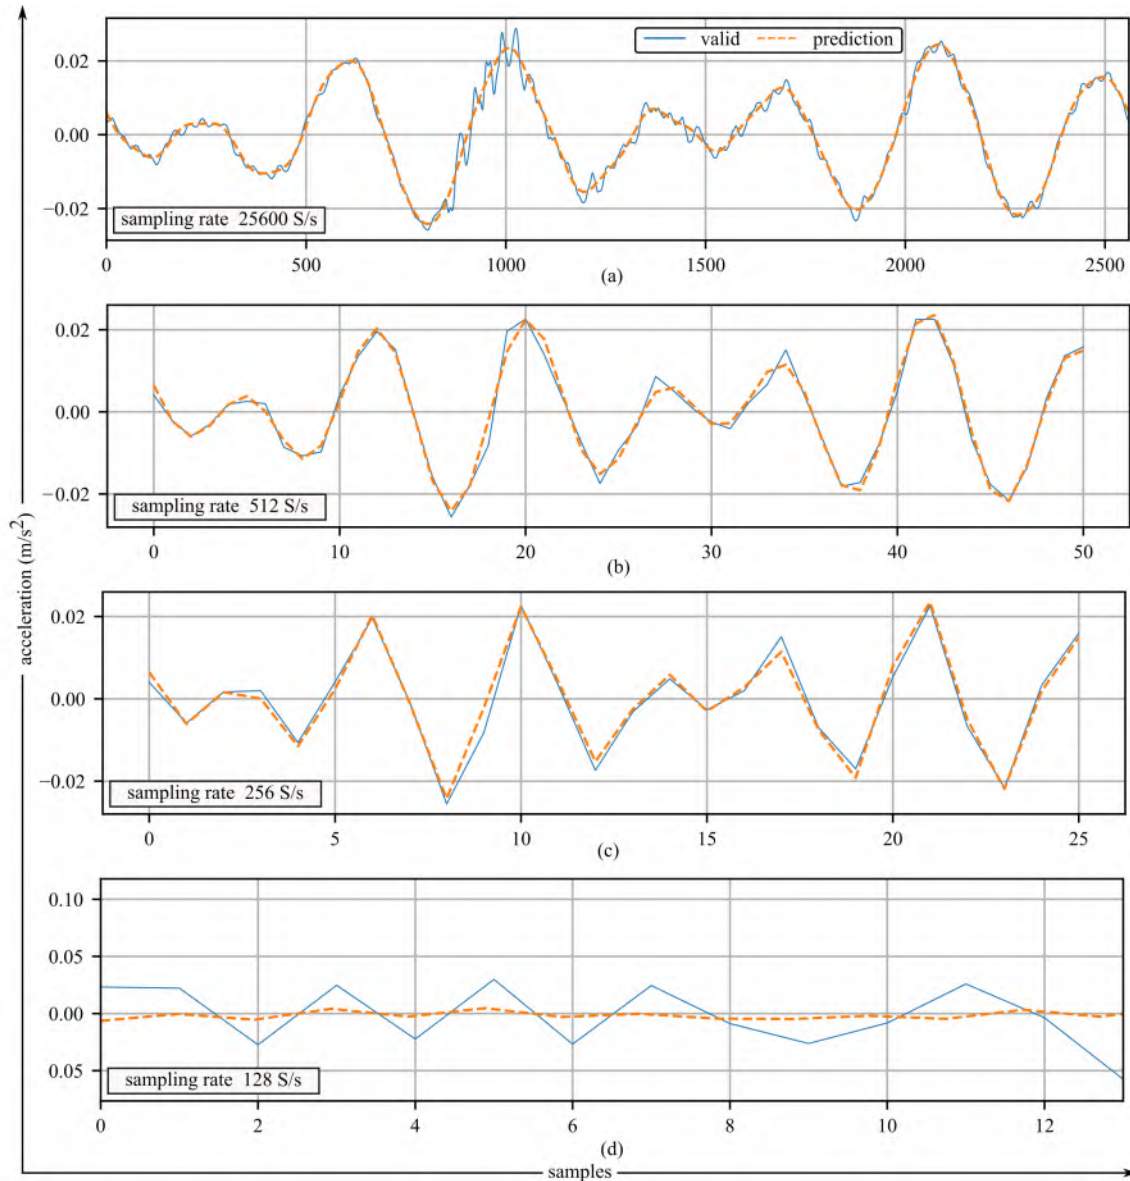 acceleration (m/s²)
0.02
0.00
−0.02
valid
prediction
sampling rate 25600 S/s
0 500 1000 1500 2000 2500
(a)
0.02
0.00
−0.02
sampling rate 512 S/s
0 10 20 30 40 50
(b)
0.02
0.00
−0.02
sampling rate 256 S/s
0 5 10 15 20 25
(c)
0.10
0.05
0.00
0.05
sampling rate 128 S/s
0 2 4 6 8 10 12
(d)
samples